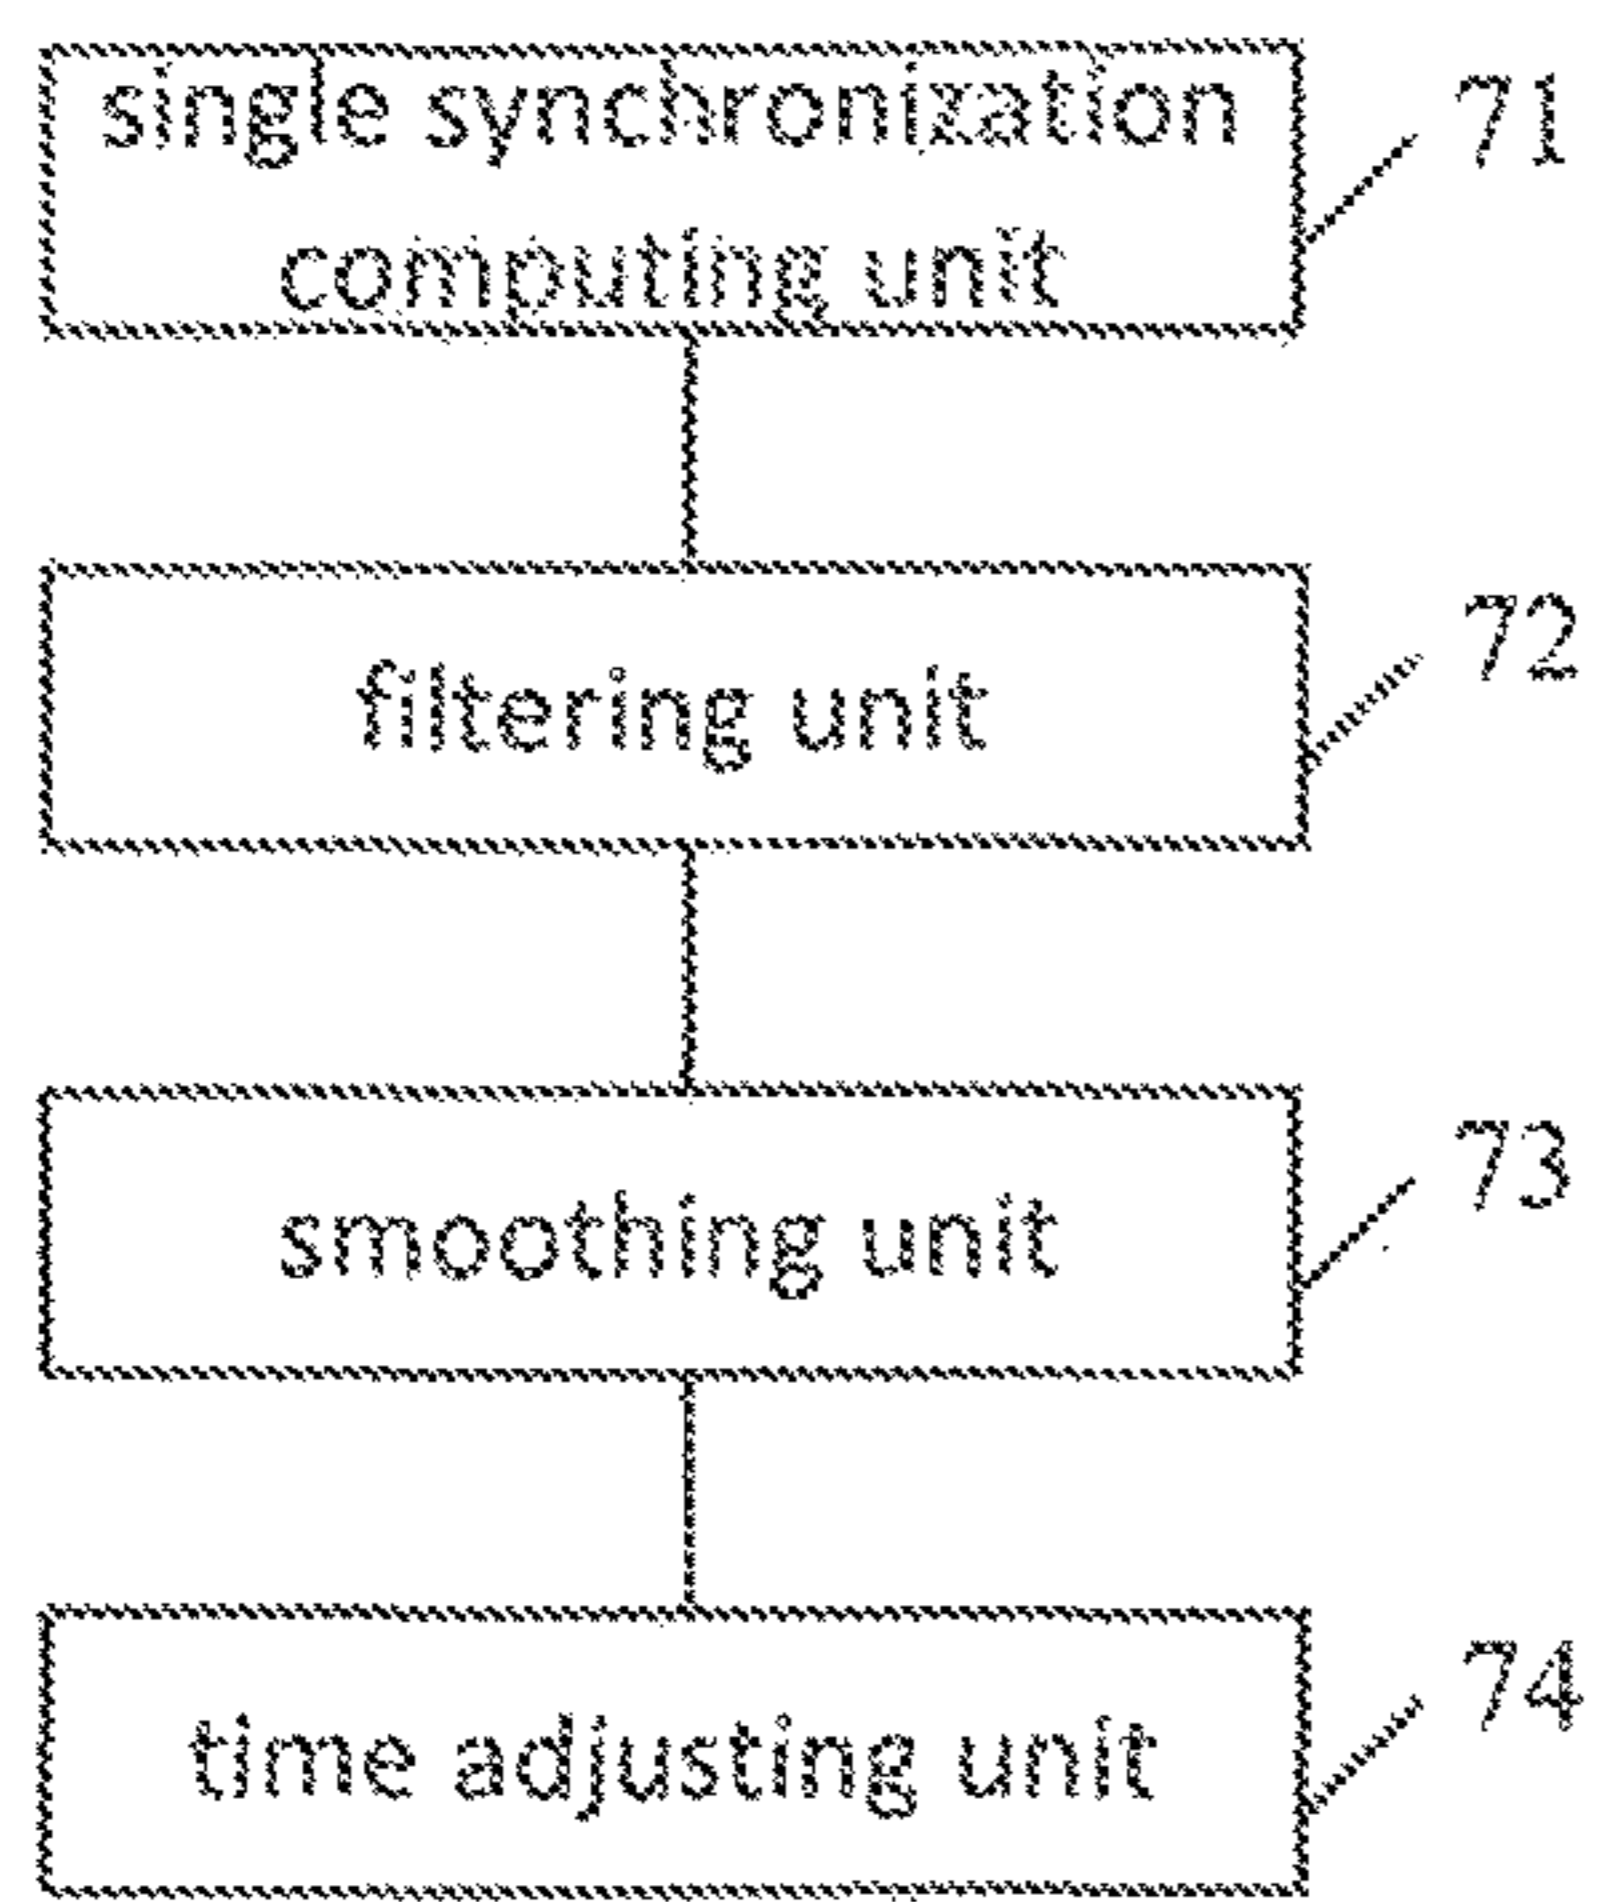 single synchronization
computing unit
71
filtering unit
72
smoothing unit
73
time adjusting unit
74